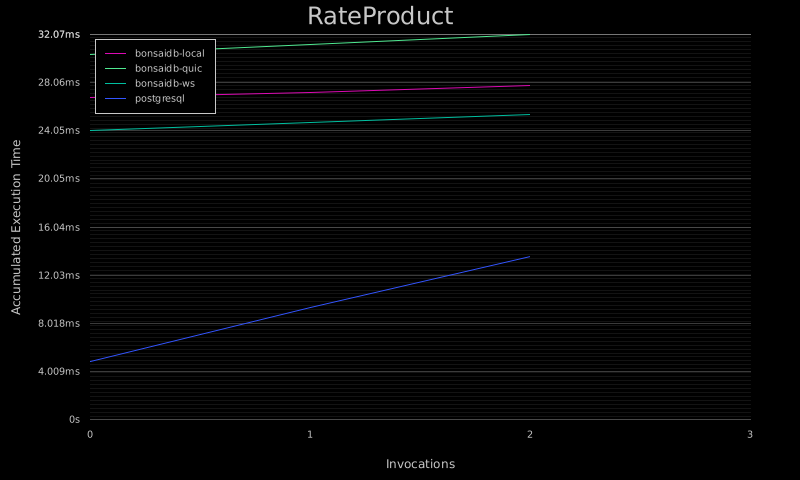 RateProduct
32.07ms
28.06ms
24.05ms
20.05ms
16.04ms
12.03ms
8.018ms
4.009ms
0s
bonsaidb-local
bonsaidb-quic
bonsaidb-ws
postgresql
Accumulated Execution Time
0 1 2 3
Invocations